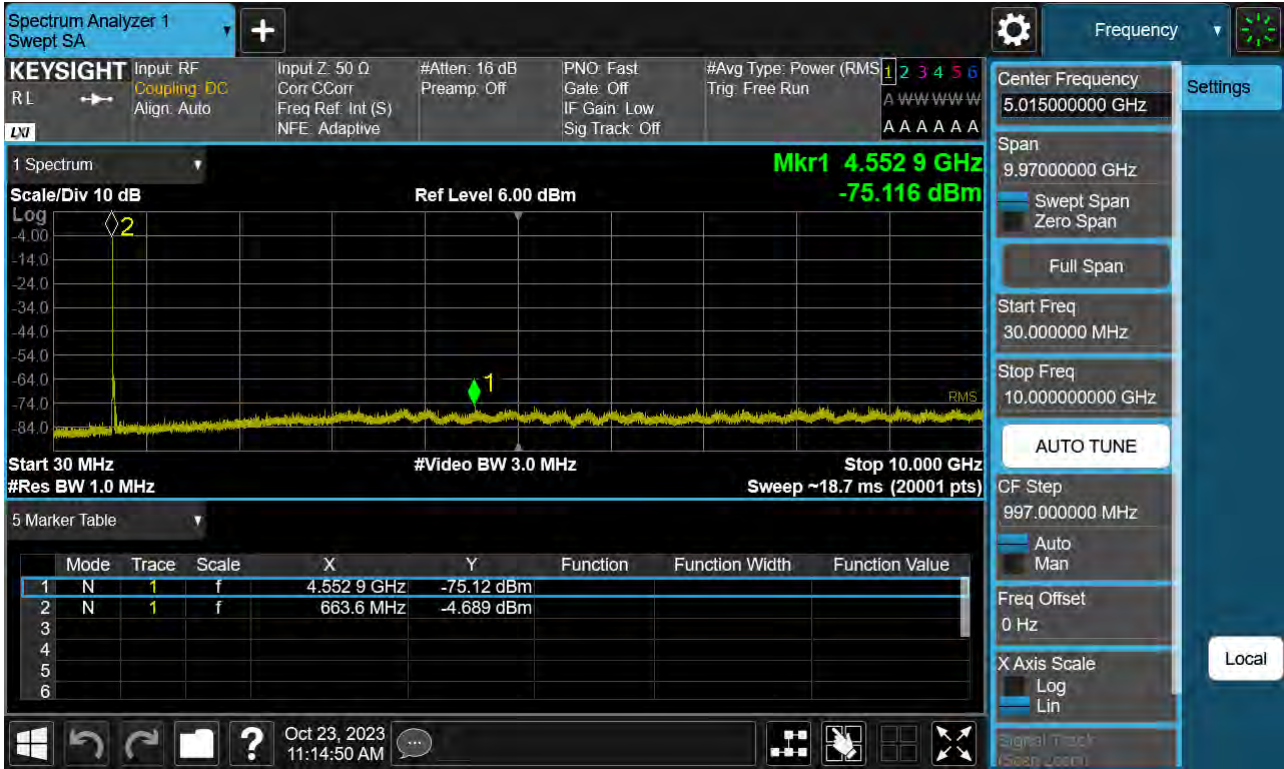 Spectrum Analyzer 1
Swept SA
+
Frequency
KEYSIGHT
RL
LXI
Input: RF
Coupling: DC
Align: Auto
Input Z: 50 Ω
Corr CCorr
Freq Ref: Int (S)
NFE: Adaptive
#Atten: 16 dB
Preamp: Off
PNO: Fast
Gate: Off
IF Gain: Low
Sig Track: Off
#Avg Type: Power (RMS
Trig: Free Run
1 2 3 4 5 6
A W W W W W
A A A A A A
1 Spectrum
Scale/Div 10 dB
Ref Level 6.00 dBm
Mkr1 4.552 9 GHz
-75.116 dBm
Log
-4.00
-14.0
-24.0
-34.0
-44.0
-54.0
-64.0
-74.0
-84.0
2
1
RMS
Start 30 MHz
#Video BW 3.0 MHz
Stop 10.000 GHz
#Res BW 1.0 MHz
Sweep ~18.7 ms (20001 pts)
5 Marker Table
Mode Trace Scale X Y Function Function Width Function Value
1 N 1 f 4.552 9 GHz -75.12 dBm
2 N 1 f 663.6 MHz -4.689 dBm
3
4
5
6
Center Frequency
5.015000000 GHz
Settings
Span
9.97000000 GHz
Swept Span
Zero Span
Full Span
Start Freq
30.000000 MHz
Stop Freq
10.000000000 GHz
AUTO TUNE
CF Step
997.000000 MHz
Auto
Man
Freq Offset
0 Hz
X Axis Scale
Log
Lin
Local
Signal Track
(Span Zoom)
?
Oct 23, 2023
11:14:50 AM